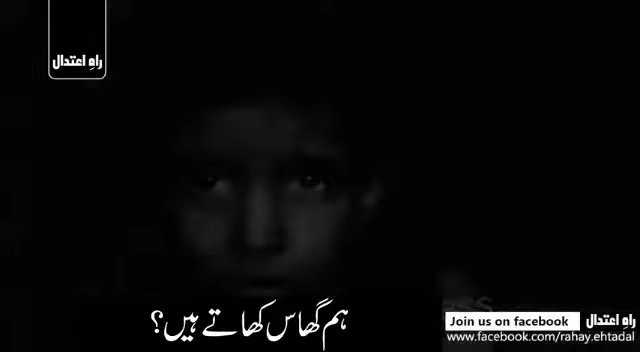 راہِ اعتدال
ہم گھاس کھاتے ہیں؟
Join us on facebook راہِ اعتدال
www.facebook.com/rahay.ehtadal